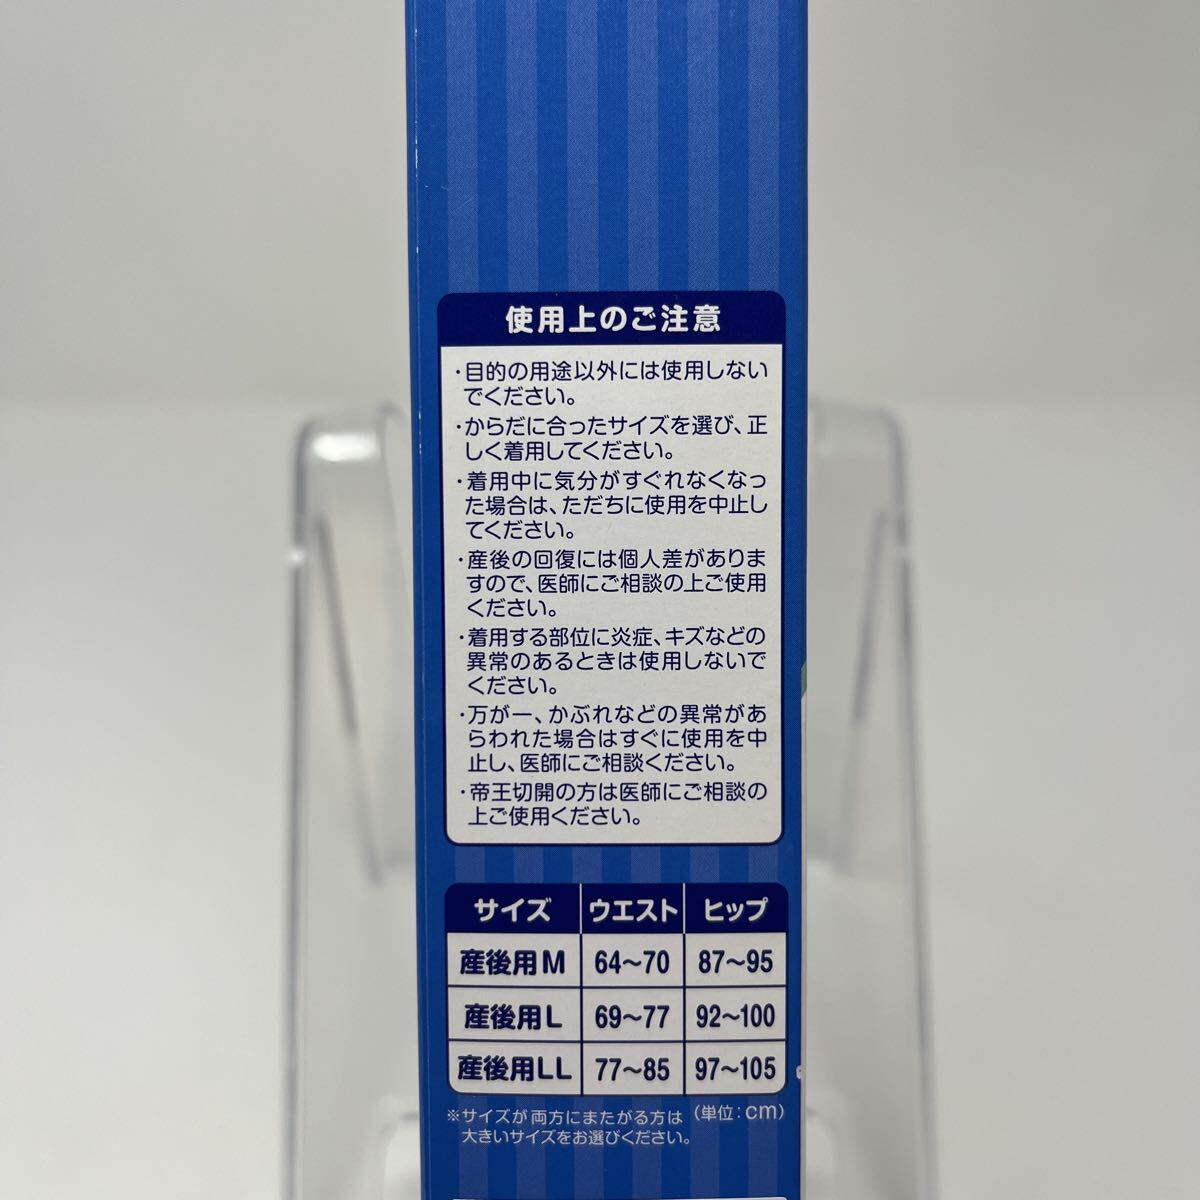 使用上のご注意
・目的の用途以外には使用しない
でください。
・からだに合ったサイズを選び、正
しく着用してください。
・着用中に気分がすぐれなくなっ
た場合は、ただちに使用を中止し
てください。
・産後の回復には個人差がありま
すので、医師にご相談の上ご使用
ください。
・着用する部位に炎症、キズなどの
異常のあるときは使用しないで
ください。
・万が一、かぶれなどの異常があ
らわれた場合はすぐに使用を中
止し、医師にご相談ください。
・帝王切開の方は医師にご相談の
上ご使用ください。
サイズ ウエスト ヒップ
産後用M 64〜70 87〜95
産後用L 69〜77 92〜100
産後用LL 77〜85 97〜105
※サイズが両方にまたがる方は (単位:cm)
大きいサイズをお選びください。